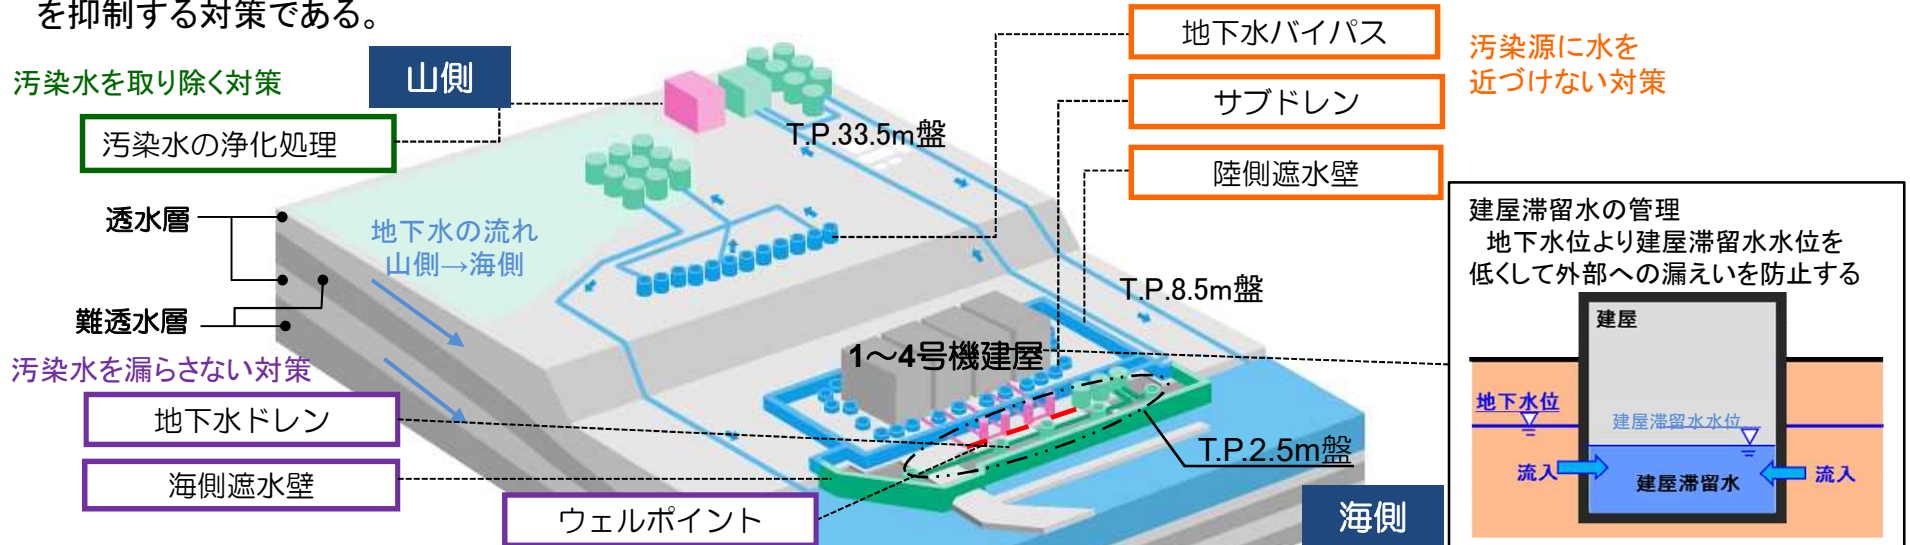 を抑制する対策である。
汚染水を取り除く対策
山側
汚染水の浄化処理
地下水バイパス
サブドレン
陸側遮水壁
汚染源に水を
近づけない対策
T.P.33.5m盤
透水層
難透水層
地下水の流れ
山側→海側
T.P.8.5m盤
1～4号機建屋
汚染水を漏らさない対策
地下水ドレン
海側遮水壁
ウェルポイント
T.P.2.5m盤
海側
建屋滞留水の管理
地下水位より建屋滞留水水位を
低くして外部への漏えいを防止する
建屋
地下水位
建屋滞留水水位
流入
建屋滞留水
流入